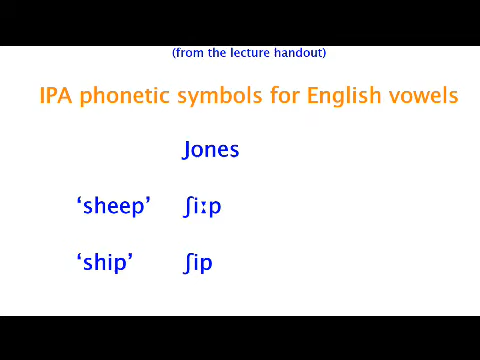 (from the lecture handout)
IPA phonetic symbols for English vowels
Jones
‘sheep’ ʃiːp
‘ship’ ʃip